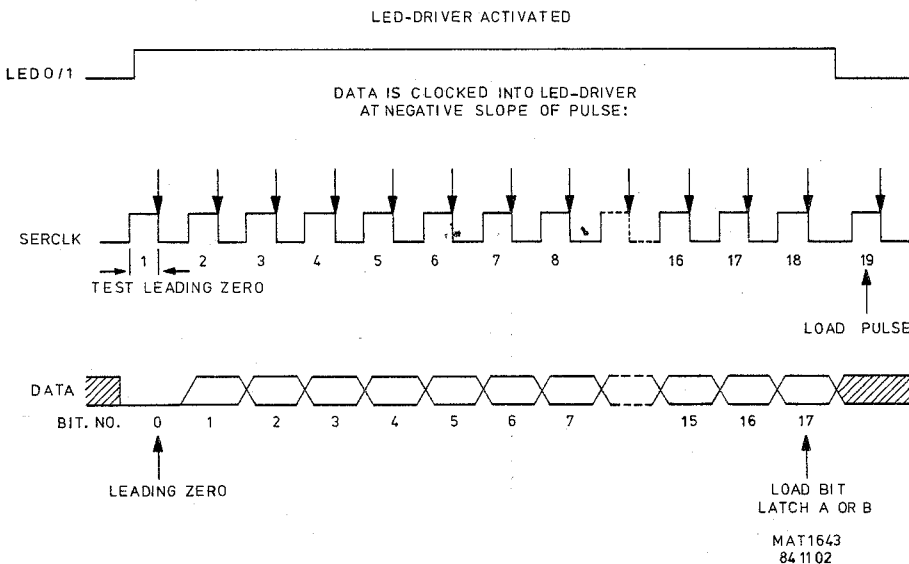 LED-DRIVER ACTIVATED
LED 0/1
DATA IS CLOCKED INTO LED-DRIVER
AT NEGATIVE SLOPE OF PULSE:
SERCLK
1 2 3 4 5 6 7 8 16 17 18 19
TEST LEADING ZERO
LOAD PULSE
DATA
BIT. NO. 0 1 2 3 4 5 6 7 15 16 17
LEADING ZERO
LOAD BIT
LATCH A OR B
MAT1643
84 11 02